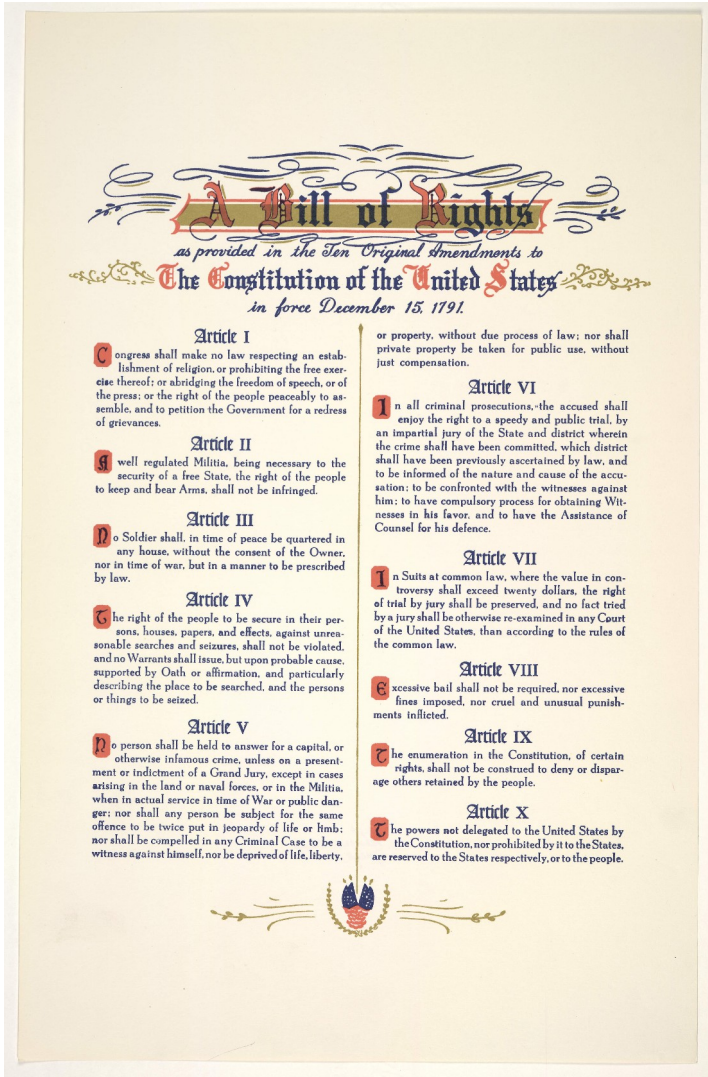 A Bill of Rights
as provided in the Ten Original Amendments to
The Constitution of the United States
in force December 15, 1791.
Article I
Congress shall make no law respecting an estab-
lishment of religion, or prohibiting the free exer-
cise thereof; or abridging the freedom of speech, or of
the press; or the right of the people peaceably to as-
semble, and to petition the Government for a redress
of grievances.
Article II
A well regulated Militia, being necessary to the
security of a free State, the right of the people
to keep and bear Arms, shall not be infringed.
Article III
No Soldier shall, in time of peace be quartered in
any house, without the consent of the Owner,
nor in time of war, but in a manner to be prescribed
by law.
Article IV
The right of the people to be secure in their per-
sons, houses, papers, and effects, against unrea-
sonable searches and seizures, shall not be violated,
and no Warrants shall issue, but upon probable cause,
supported by Oath or affirmation, and particularly
describing the place to be searched, and the persons
or things to be seized.
Article V
No person shall be held to answer for a capital, or
otherwise infamous crime, unless on a present-
ment or indictment of a Grand Jury, except in cases
arising in the land or naval forces, or in the Militia,
when in actual service in time of War or public dan-
ger; nor shall any person be subject for the same
offence to be twice put in jeopardy of life or limb;
nor shall be compelled in any Criminal Case to be a
witness against himself, nor be deprived of life, liberty,
or property, without due process of law; nor shall
private property be taken for public use, without
just compensation.
Article VI
In all criminal prosecutions, the accused shall
enjoy the right to a speedy and public trial, by
an impartial jury of the State and district wherein
the crime shall have been committed, which district
shall have been previously ascertained by law, and
to be informed of the nature and cause of the accu-
sation; to be confronted with the witnesses against
him; to have compulsory process for obtaining Wit-
nesses in his favor, and to have the Assistance of
Counsel for his defence.
Article VII
In Suits at common law, where the value in con-
troversy shall exceed twenty dollars, the right
of trial by jury shall be preserved, and no fact tried
by a jury shall be otherwise re-examined in any Court
of the United States, than according to the rules of
the common law.
Article VIII
Excessive bail shall not be required, nor excessive
fines imposed, nor cruel and unusual punish-
ments inflicted.
Article IX
The enumeration in the Constitution, of certain
rights, shall not be construed to deny or dispar-
age others retained by the people.
Article X
The powers not delegated to the United States by
the Constitution, nor prohibited by it to the States,
are reserved to the States respectively, or to the people.